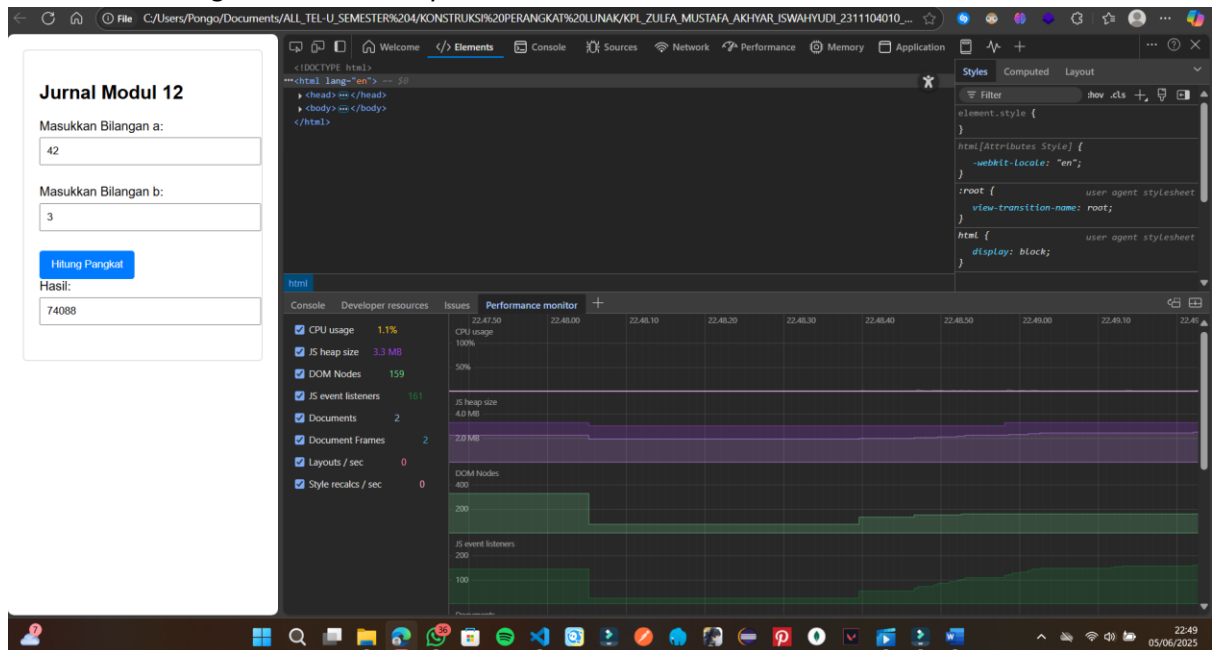 File C:/Users/Pongo/Documents/ALL_TEL-U_SEMESTER%204/KONSTRUKSI%20PERANGKAT%20LUNAK/KPL_ZULFA_MUSTAFA_AKHYAR_ISWAHYUDI_2311104010_...
Welcome </> Elements Console Sources Network Performance Memory Application
Jurnal Modul 12
Masukkan Bilangan a:
42
Masukkan Bilangan b:
3
Hitung Pangkat
Hasil:
74088
<!DOCTYPE html>
<html lang="en"> == $0
<head> ⋯ </head>
<body> ⋯ </body>
</html>
html
Styles Computed Layout
Filter :hov .cls
element.style {
}
html[Attributes Style] {
-webkit-locale: "en";
}
:root { user agent stylesheet
view-transition-name: root;
}
html { user agent stylesheet
display: block;
}
Console Developer resources Issues Performance monitor
CPU usage 1.1%
JS heap size 3.3 MB
DOM Nodes 159
JS event listeners 161
Documents 2
Document Frames 2
Layouts / sec 0
Style recalcs / sec 0
22.47.50 22.48.00 22.48.10 22.48.20 22.48.30 22.48.40 22.48.50 22.49.00 22.49.10 22.49
CPU usage
100%
50%
JS heap size
4.0 MB
2.0 MB
DOM Nodes
400
200
JS event listeners
200
100
7
36
22:49
05/06/2025